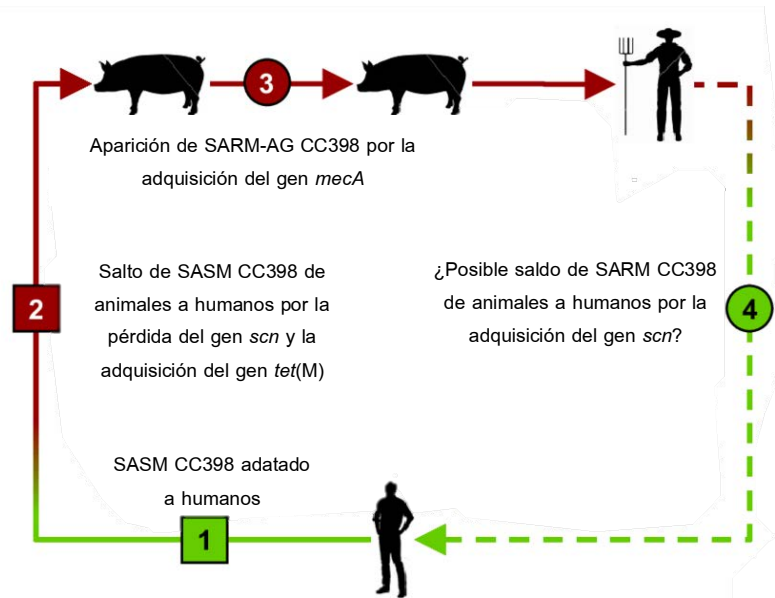 3
Aparición de SARM-AG CC398 por la
adquisición del gen mecA
2
Salto de SASM CC398 de
animales a humanos por la
pérdida del gen scn y la
adquisición del gen tet(M)
¿Posible saldo de SARM CC398
de animales a humanos por la
adquisición del gen scn?
4
SASM CC398 adatado
a humanos
1